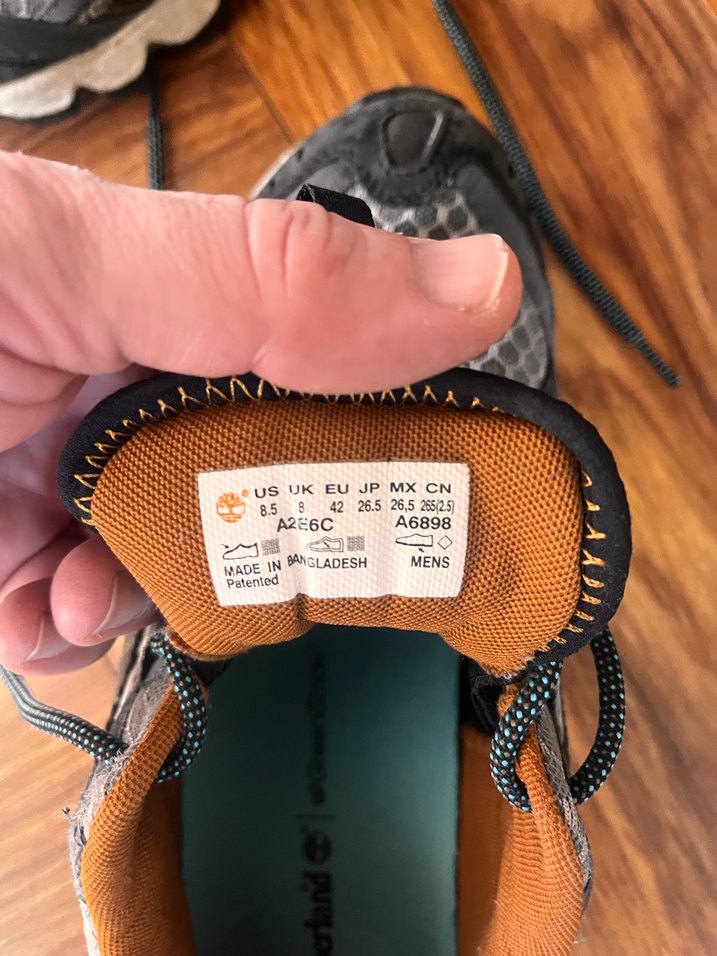 US UK EU JP MX CN
8.5 8 42 26.5 26,5 265(2.5)
A2E6C A6898
MADE IN BANGLADESH MENS
Patented